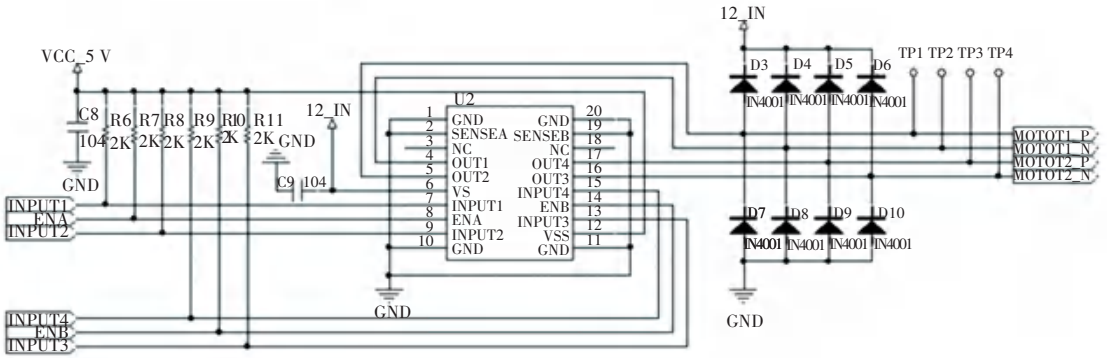 12_IN
VCC_5 V
TP1 TP2 TP3 TP4
D3 D4 D5 D6
IN4001 IN4001 IN4001 IN4001
C8
104
R6 R7 R8 R9 R10 R11
2K 2K 2K 2K 2K 2K
GND
12_IN
GND
C9 104
U2
1 GND
2 SENSEA
3 NC
4 OUT1
5 OUT2
6 VS
7 INPUT1
8 ENA
9 INPUT2
10 GND
GND 20
SENSEB 19
NC 18
OUT4 17
OUT3 16
INPUT4 15
ENB 14
INPUT3 13
VSS 12
GND 11
MOTOT1_P
MOTOT1_N
MOTOT2_P
MOTOT2_N
INPUT1
ENA
INPUT2
D7 D8 D9 D10
IN4001 IN4001 IN4001 IN4001
GND
GND
INPUT4
ENB
INPUT3